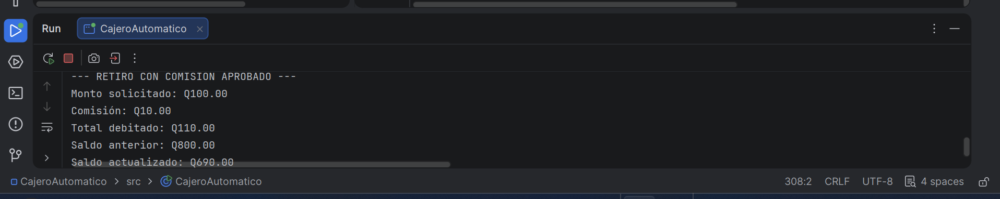 Run CajeroAutomatico
--- RETIRO CON COMISION APROBADO ---
Monto solicitado: Q100.00
Comisión: Q10.00
Total debitado: Q110.00
Saldo anterior: Q800.00
Saldo actualizado: Q690.00
CajeroAutomatico > src > CajeroAutomatico 308:2 CRLF UTF-8 4 spaces